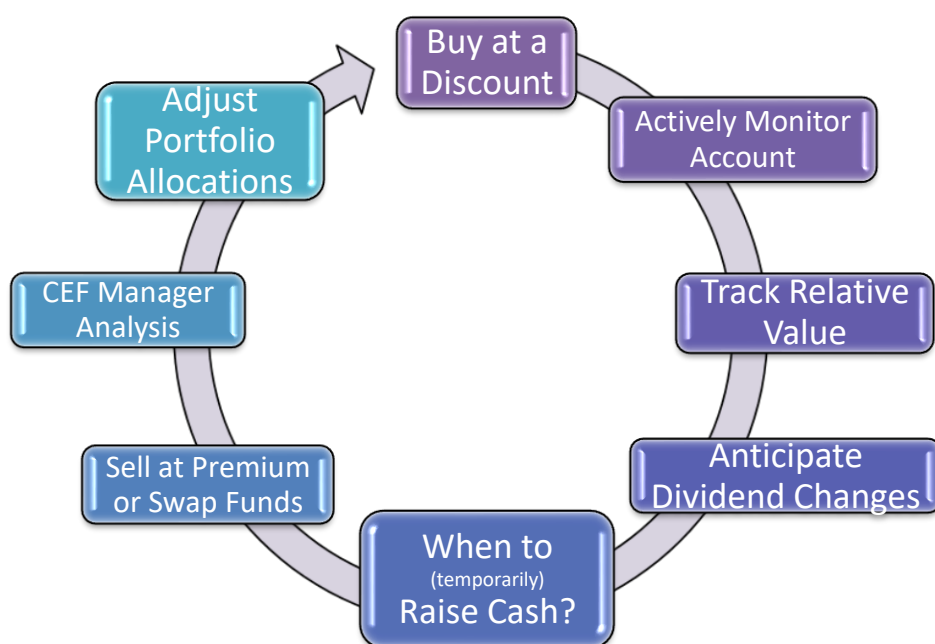 Buy at a
Discount
Actively Monitor
Account
Track Relative
Value
Anticipate
Dividend Changes
When to
(temporarily)
Raise Cash?
Sell at Premium
or Swap Funds
CEF Manager
Analysis
Adjust
Portfolio
Allocations